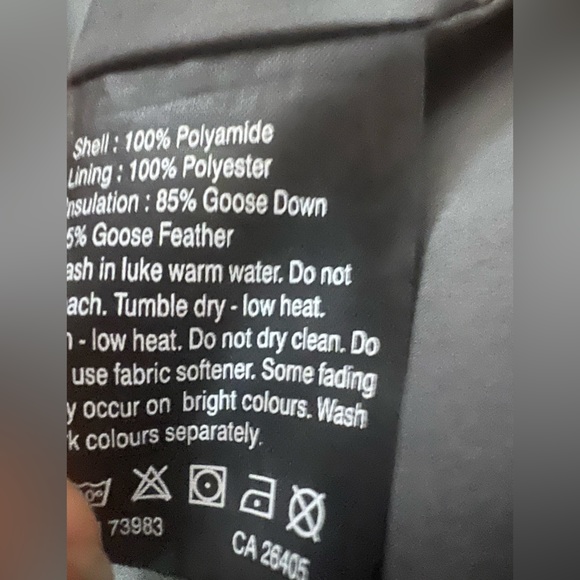 Shell : 100% Polyamide
Lining : 100% Polyester
Insulation : 85% Goose Down
5% Goose Feather
ash in luke warm water. Do not
ach. Tumble dry - low heat.
- low heat. Do not dry clean. Do
use fabric softener. Some fading
y occur on bright colours. Wash
k colours separately.
73983
CA 26405